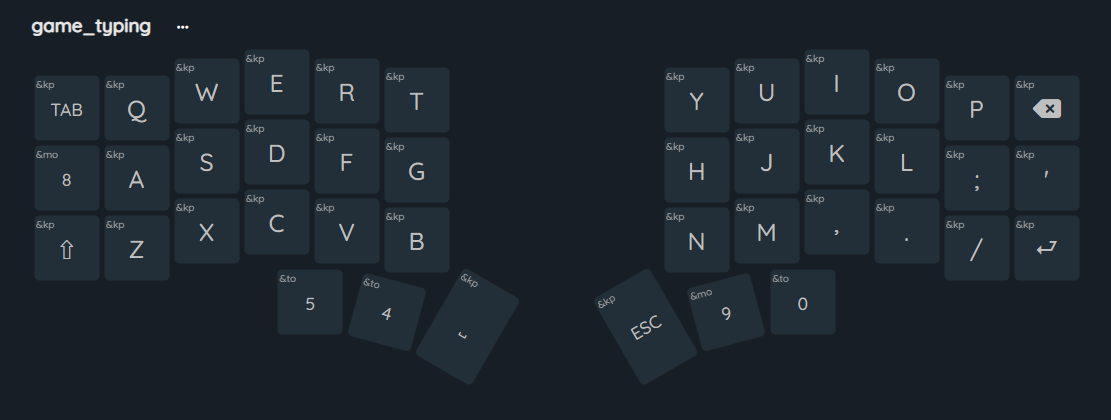 game_typing ...
&kp TAB &kp Q &kp W &kp E &kp R &kp T &kp Y &kp U &kp I &kp O &kp P &kp ⌫
&mo 8 &kp A &kp S &kp D &kp F &kp G &kp H &kp J &kp K &kp L &kp ; &kp '
&kp ⇧ &kp Z &kp X &kp C &kp V &kp B &kp N &kp M &kp , &kp . &kp / &kp ↵
&to 5 &to 4 &kp ⎵ &kp ESC &mo 9 &to 0